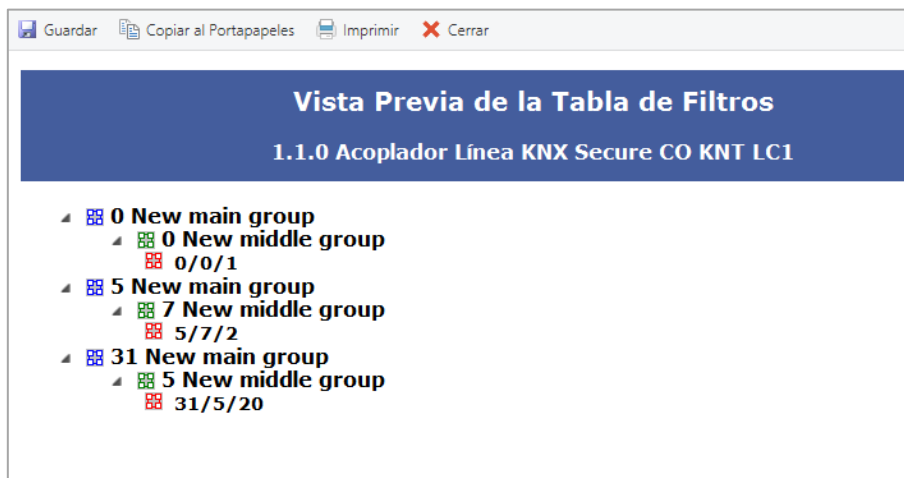 Guardar Copiar al Portapapeles Imprimir Cerrar
Vista Previa de la Tabla de Filtros
1.1.0 Acoplador Línea KNX Secure CO KNT LC1
0 New main group
0 New middle group
0/0/1
5 New main group
7 New middle group
5/7/2
31 New main group
5 New middle group
31/5/20